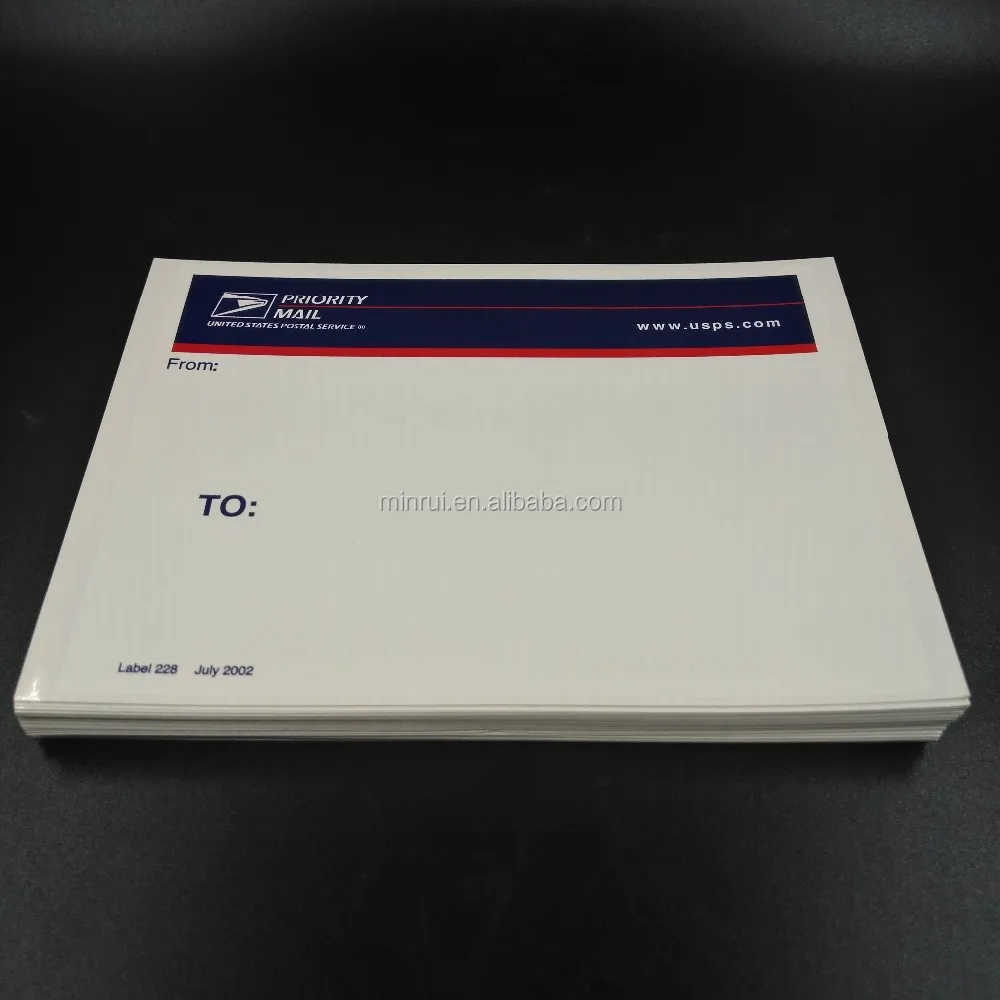 PRIORITY
MAIL
UNITED STATES POSTAL SERVICE ®
www.usps.com
From:
TO:
minrui.en.alibaba.com
Label 228 July 2002